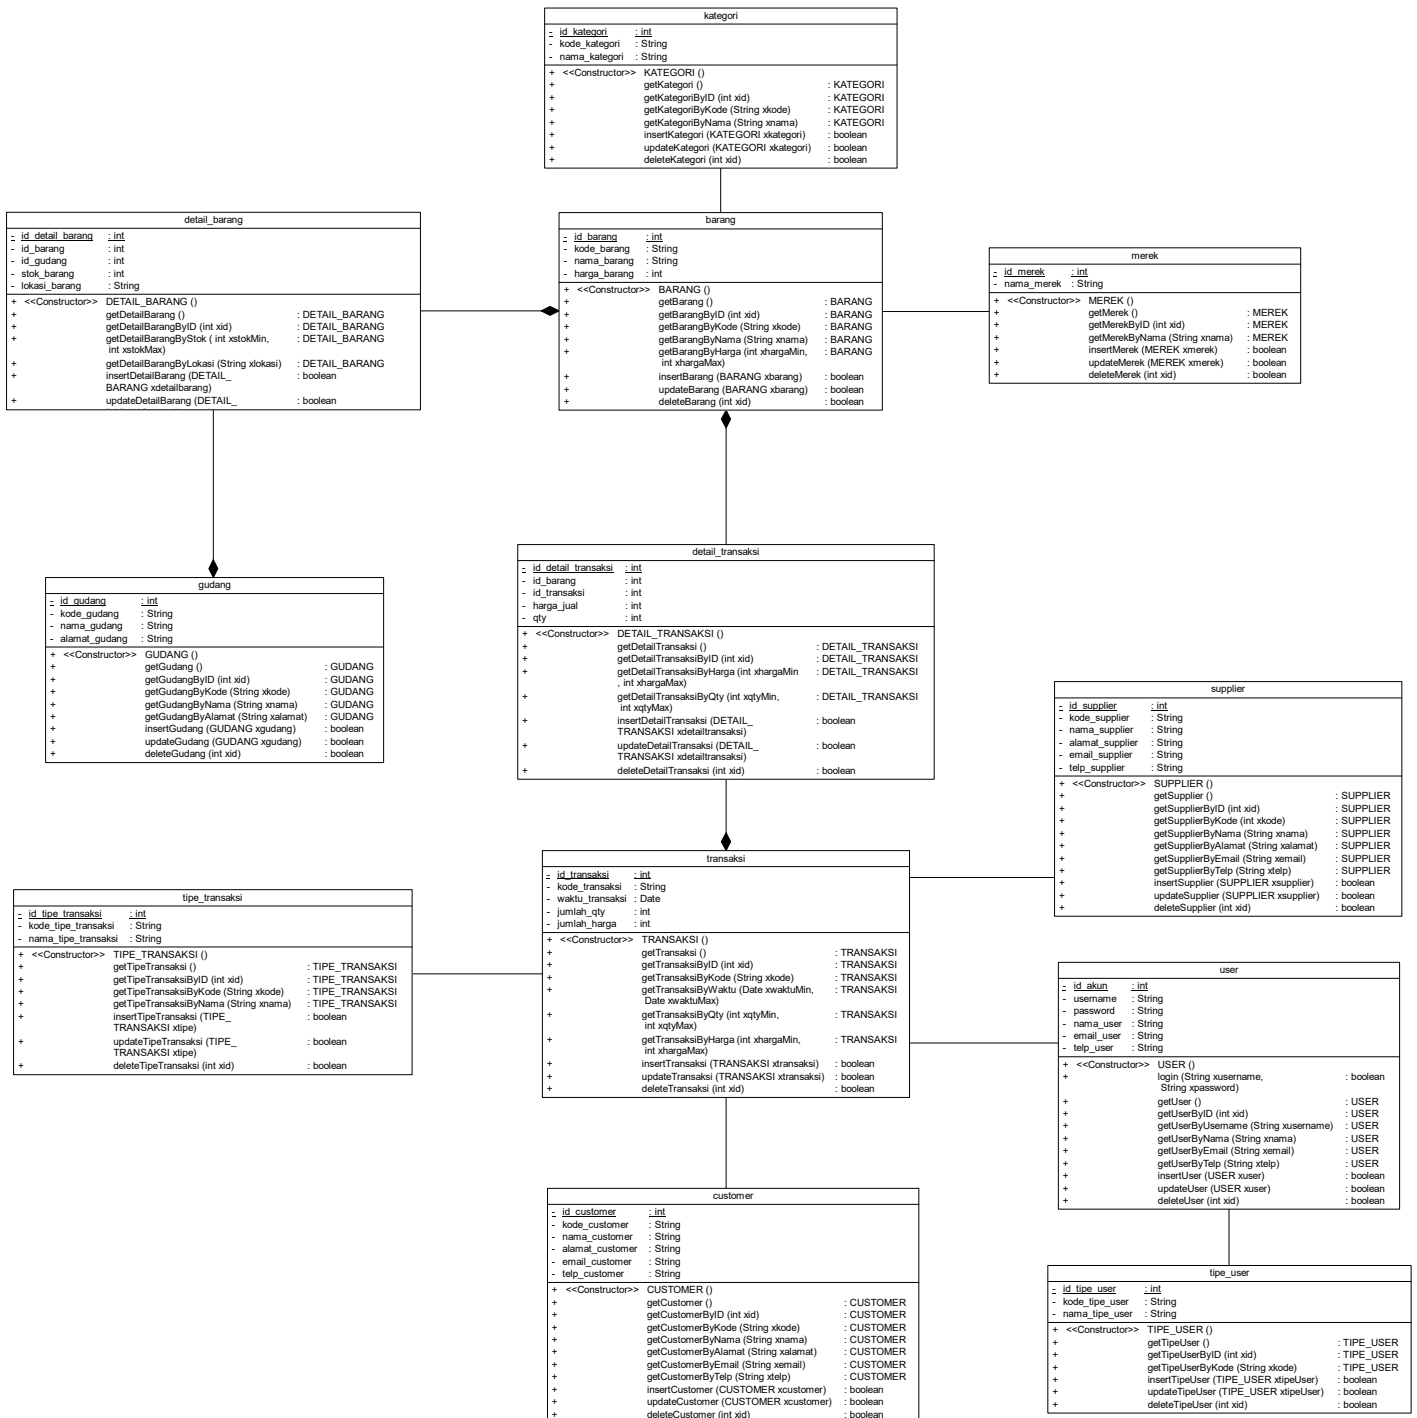 kategori
- id_kategori : int
- kode_kategori : String
- nama_kategori : String
+ <<Constructor>> KATEGORI ()
+ getKategori () : KATEGORI
+ getKategoriByID (int xid) : KATEGORI
+ getKategoriByKode (String xkode) : KATEGORI
+ getKategoriByNama (String xnama) : KATEGORI
+ insertKategori (KATEGORI xkategori) : boolean
+ updateKategori (KATEGORI xkategori) : boolean
+ deleteKategori (int xid) : boolean
detail_barang
- id_detail_barang : int
- id_barang : int
- id_gudang : int
- stok_barang : int
- lokasi_barang : String
+ <<Constructor>> DETAIL_BARANG ()
+ getDetailBarang () : DETAIL_BARANG
+ getDetailBarangByID (int xid) : DETAIL_BARANG
+ getDetailBarangByStok ( int xstokMin, : DETAIL_BARANG
int xstokMax)
+ getDetailBarangByLokasi (String xlokasi) : DETAIL_BARANG
+ insertDetailBarang (DETAIL_ : boolean
BARANG xdetailbarang)
+ updateDetailBarang (DETAIL_ : boolean
barang
- id_barang : int
- kode_barang : String
- nama_barang : String
- harga_barang : int
+ <<Constructor>> BARANG ()
+ getBarang () : BARANG
+ getBarangByID (int xid) : BARANG
+ getBarangByKode (String xkode) : BARANG
+ getBarangByNama (String xnama) : BARANG
+ getBarangByHarga (int xhargaMin, : BARANG
int xhargaMax)
+ insertBarang (BARANG xbarang) : boolean
+ updateBarang (BARANG xbarang) : boolean
+ deleteBarang (int xid) : boolean
merek
- id_merek : int
- nama_merek : String
+ <<Constructor>> MEREK ()
+ getMerek () : MEREK
+ getMerekByID (int xid) : MEREK
+ getMerekByNama (String xnama) : MEREK
+ insertMerek (MEREK xmerek) : boolean
+ updateMerek (MEREK xmerek) : boolean
+ deleteMerek (int xid) : boolean
gudang
- id_gudang : int
- kode_gudang : String
- nama_gudang : String
- alamat_gudang : String
+ <<Constructor>> GUDANG ()
+ getGudang () : GUDANG
+ getGudangByID (int xid) : GUDANG
+ getGudangByKode (String xkode) : GUDANG
+ getGudangByNama (String xnama) : GUDANG
+ getGudangByAlamat (String xalamat) : GUDANG
+ insertGudang (GUDANG xgudang) : boolean
+ updateGudang (GUDANG xgudang) : boolean
+ deleteGudang (int xid) : boolean
detail_transaksi
- id_detail_transaksi : int
- id_barang : int
- id_transaksi : int
- harga_jual : int
- qty : int
+ <<Constructor>> DETAIL_TRANSAKSI ()
+ getDetailTransaksi () : DETAIL_TRANSAKSI
+ getDetailTransaksiByID (int xid) : DETAIL_TRANSAKSI
+ getDetailTransaksiByHarga (int xhargaMin : DETAIL_TRANSAKSI
, int xhargaMax)
+ getDetailTransaksiByQty (int xqtyMin, : DETAIL_TRANSAKSI
int xqtyMax)
+ insertDetailTransaksi (DETAIL_ : boolean
TRANSAKSI xdetailtransaksi)
+ updateDetailTransaksi (DETAIL_ : boolean
TRANSAKSI xdetailtransaksi)
+ deleteDetailTransaksi (int xid) : boolean
supplier
- id_supplier : int
- kode_supplier : String
- nama_supplier : String
- alamat_supplier : String
- email_supplier : String
- telp_supplier : String
+ <<Constructor>> SUPPLIER ()
+ getSupplier () : SUPPLIER
+ getSupplierByID (int xid) : SUPPLIER
+ getSupplierByKode (int xkode) : SUPPLIER
+ getSupplierByNama (String xnama) : SUPPLIER
+ getSupplierByAlamat (String xalamat) : SUPPLIER
+ getSupplierByEmail (String xemail) : SUPPLIER
+ getSupplierByTelp (String xtelp) : SUPPLIER
+ insertSupplier (SUPPLIER xsupplier) : boolean
+ updateSupplier (SUPPLIER xsupplier) : boolean
+ deleteSupplier (int xid) : boolean
tipe_transaksi
- id_tipe_transaksi : int
- kode_tipe_transaksi : String
- nama_tipe_transaksi : String
+ <<Constructor>> TIPE_TRANSAKSI ()
+ getTipeTransaksi () : TIPE_TRANSAKSI
+ getTipeTransaksiByID (int xid) : TIPE_TRANSAKSI
+ getTipeTransaksiByKode (String xkode) : TIPE_TRANSAKSI
+ getTipeTransaksiByNama (String xnama) : TIPE_TRANSAKSI
+ insertTipeTransaksi (TIPE_ : boolean
TRANSAKSI xtipe)
+ updateTipeTransaksi (TIPE_ : boolean
TRANSAKSI xtipe)
+ deleteTipeTransaksi (int xid) : boolean
transaksi
- id_transaksi : int
- kode_transaksi : String
- waktu_transaksi : Date
- jumlah_qty : int
- jumlah_harga : int
+ <<Constructor>> TRANSAKSI ()
+ getTransaksi () : TRANSAKSI
+ getTransaksiByID (int xid) : TRANSAKSI
+ getTransaksiByKode (String xkode) : TRANSAKSI
+ getTransaksiByWaktu (Date xwaktuMin, : TRANSAKSI
Date xwaktuMax)
+ getTransaksiByQty (int xqtyMin, : TRANSAKSI
int xqtyMax)
+ getTransaksiByHarga (int xhargaMin, : TRANSAKSI
int xhargaMax)
+ insertTransaksi (TRANSAKSI xtransaksi) : boolean
+ updateTransaksi (TRANSAKSI xtransaksi) : boolean
+ deleteTransaksi (int xid) : boolean
user
- id_akun : int
- username : String
- password : String
- nama_user : String
- email_user : String
- telp_user : String
+ <<Constructor>> USER ()
+ login (String xusername, : boolean
String xpassword)
+ getUser () : USER
+ getUserByID (int xid) : USER
+ getUserByUsername (String xusername) : USER
+ getUserByNama (String xnama) : USER
+ getUserByEmail (String xemail) : USER
+ getUserByTelp (String xtelp) : USER
+ insertUser (USER xuser) : boolean
+ updateUser (USER xuser) : boolean
+ deleteUser (int xid) : boolean
customer
- id_customer : int
- kode_customer : String
- nama_customer : String
- alamat_customer : String
- email_customer : String
- telp_customer : String
+ <<Constructor>> CUSTOMER ()
+ getCustomer () : CUSTOMER
+ getCustomerByID (int xid) : CUSTOMER
+ getCustomerByKode (String xkode) : CUSTOMER
+ getCustomerByNama (String xnama) : CUSTOMER
+ getCustomerByAlamat (String xalamat) : CUSTOMER
+ getCustomerByEmail (String xemail) : CUSTOMER
+ getCustomerByTelp (String xtelp) : CUSTOMER
+ insertCustomer (CUSTOMER xcustomer) : boolean
+ updateCustomer (CUSTOMER xcustomer) : boolean
+ deleteCustomer (int xid) : boolean
tipe_user
- id_tipe_user : int
- kode_tipe_user : String
- nama_tipe_user : String
+ <<Constructor>> TIPE_USER ()
+ getTipeUser () : TIPE_USER
+ getTipeUserByID (int xid) : TIPE_USER
+ getTipeUserByKode (String xkode) : TIPE_USER
+ insertTipeUser (TIPE_USER xtipeUser) : boolean
+ updateTipeUser (TIPE_USER xtipeUser) : boolean
+ deleteTipeUser (int xid) : boolean